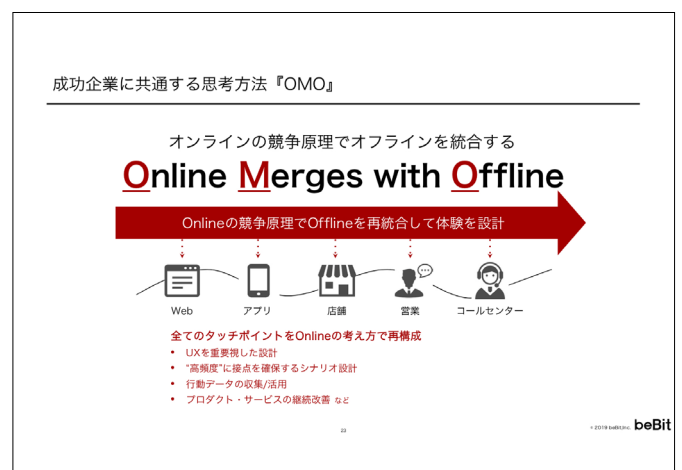 成功企業に共通する思考方法『OMO』
オンラインの競争原理でオフラインを統合する
Online Merges with Offline
Onlineの競争原理でOfflineを再統合して体験を設計
Web アプリ 店舗 営業 コールセンター
全てのタッチポイントをOnlineの考え方で再構成
• UXを重要視した設計
• “高頻度”に接点を確保するシナリオ設計
• 行動データの収集/活用
• プロダクト・サービスの継続改善 など
© 2019 beBit,Inc. beBit